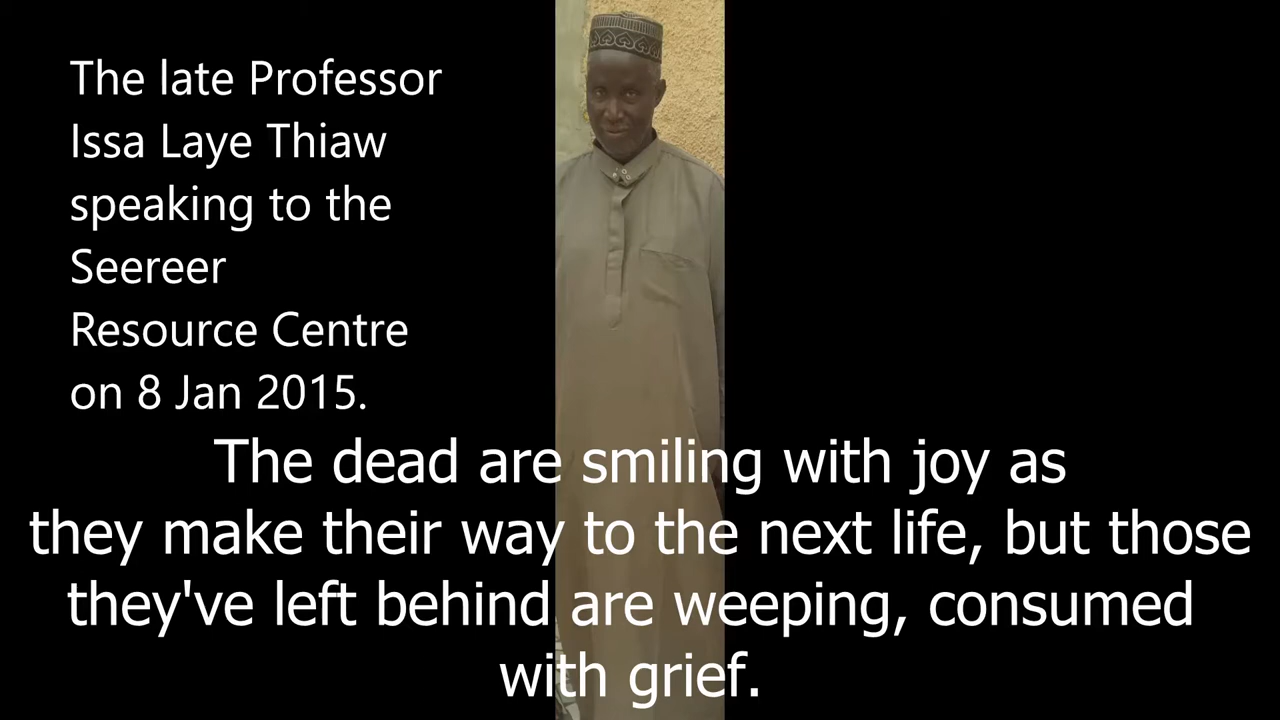 The late Professor
Issa Laye Thiaw
speaking to the
Seereer
Resource Centre
on 8 Jan 2015.
The dead are smiling with joy as
they make their way to the next life, but those
they've left behind are weeping, consumed
with grief.